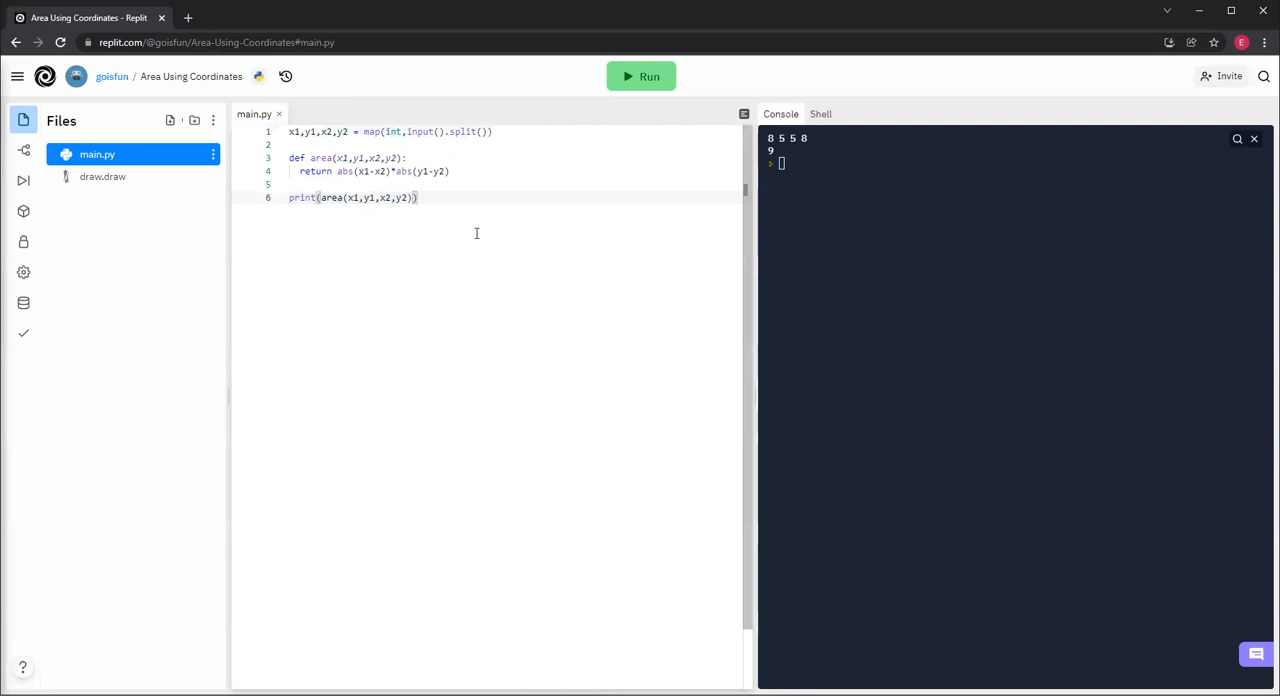 Area Using Coordinates - Replit
replit.com/@goisfun/Area-Using-Coordinates#main.py
E
goisfun / Area Using Coordinates
Run
Invite
Files
main.py
draw.draw
main.py
1 x1,y1,x2,y2 = map(int,input().split())
2
3 def area(x1,y1,x2,y2):
4 return abs(x1-x2)*abs(y1-y2)
5
6 print(area(x1,y1,x2,y2))
Console
Shell
8 5 5 8
9
>
?